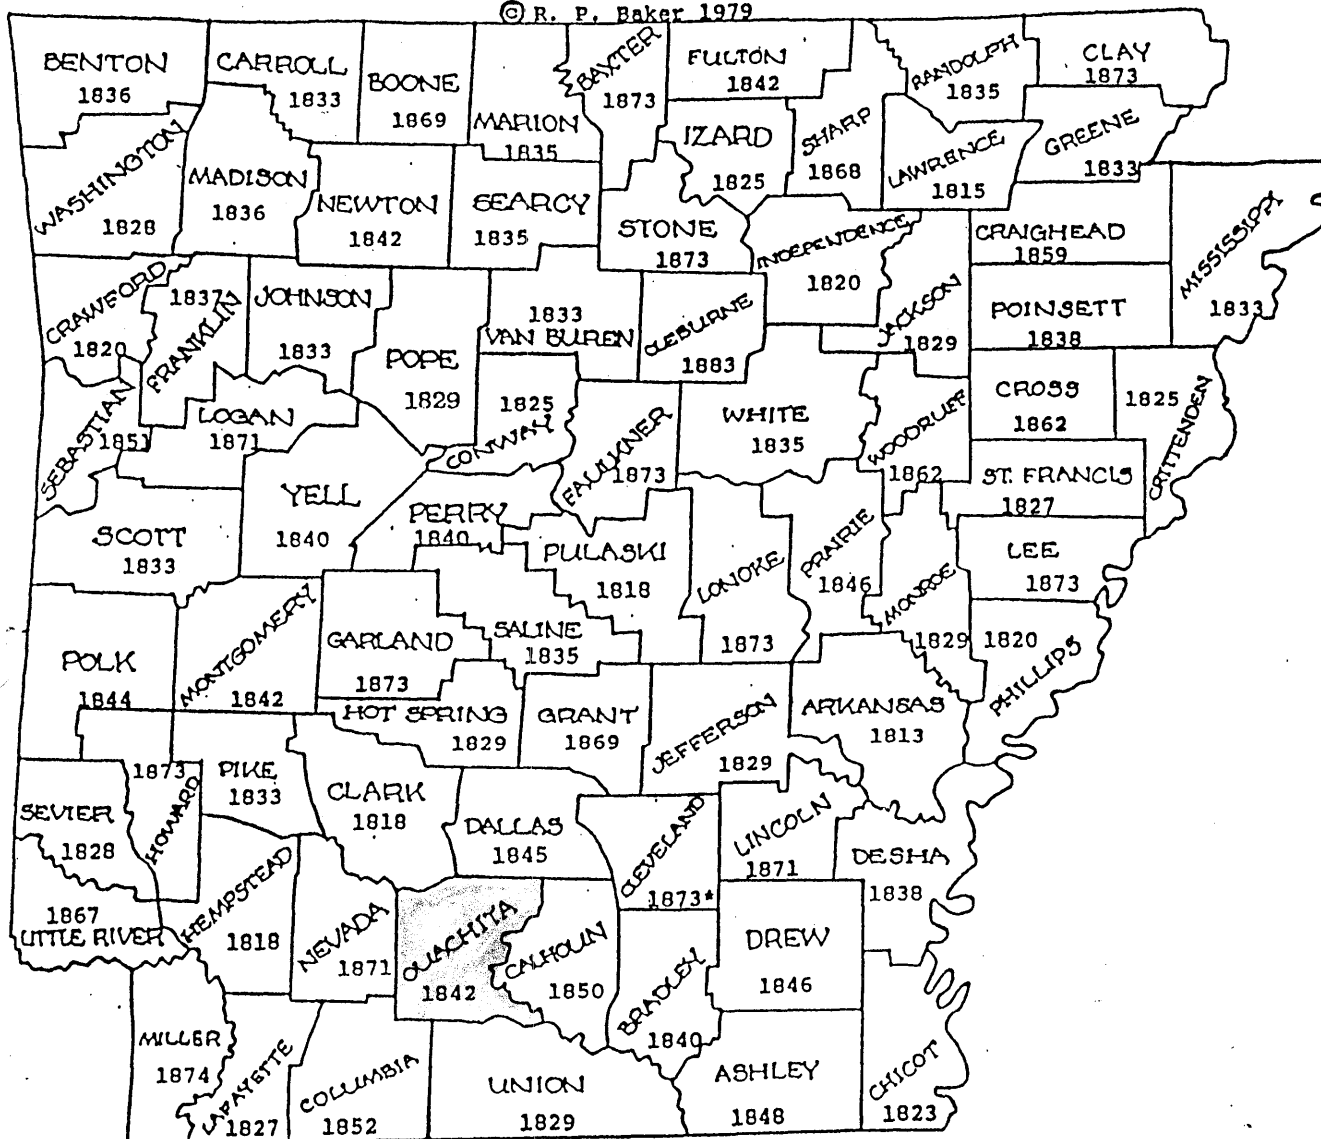 © R. P. Baker 1979
BENTON
1836
CARROLL
1833
BOONE
1869
MARION
1835
BAXTER
1873
FULTON
1842
RANDOLPH
1835
CLAY
1873
IZARD
1825
SHARP
1868
LAWRENCE
1815
GREENE
1833
WASHINGTON
1828
MADISON
1836
NEWTON
1842
SEARCY
1835
STONE
1873
INDEPENDENCE
1820
CRAIGHEAD
1859
MISSISSIPPI
1833
CRAWFORD
1820
1837
FRANKLIN
JOHNSON
1833
POPE
1829
1833
VAN BUREN
CLEBURNE
1883
JACKSON
1829
POINSETT
1838
SEBASTIAN
1851
LOGAN
1871
1825
CONWAY
FAULKNER
1873
WHITE
1835
WOODRUFF
1862
CROSS
1862
1825
CRITTENDEN
ST. FRANCIS
1827
SCOTT
1833
YELL
1840
PERRY
1840
PULASKI
1818
LONOKE
1873
PRAIRIE
1846
MONROE
1829
LEE
1873
POLK
1844
MONTGOMERY
1842
GARLAND
1873
SALINE
1835
1820
PHILLIPS
HOT SPRING
1829
GRANT
1869
JEFFERSON
1829
ARKANSAS
1813
SEVIER
1828
1873
HOWARD
PIKE
1833
CLARK
1818
DALLAS
1845
CLEVELAND
1873*
LINCOLN
1871
DESHA
1838
1867
LITTLE RIVER
HEMPSTEAD
1818
NEVADA
1871
OUACHITA
1842
CALHOUN
1850
BRADLEY
1840
DREW
1846
MILLER
1874
LAFAYETTE
1827
COLUMBIA
1852
UNION
1829
ASHLEY
1848
CHICOT
1823